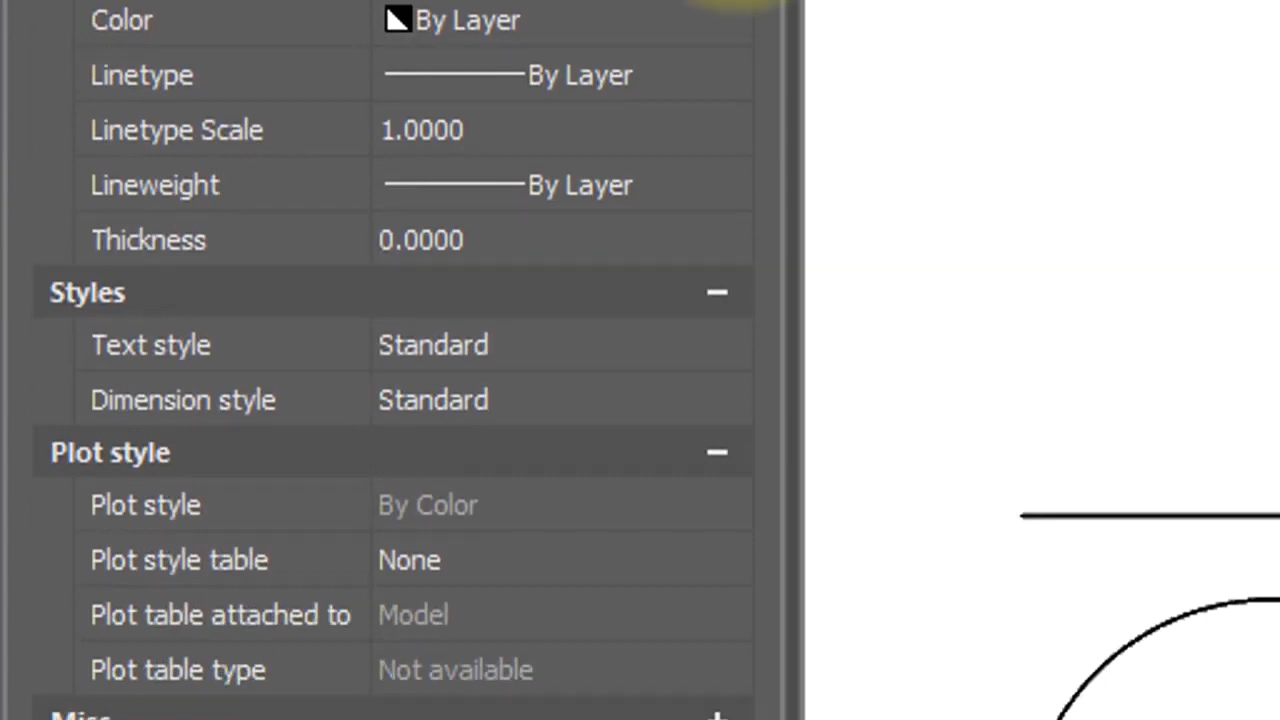 Color By Layer
Linetype By Layer
Linetype Scale 1.0000
Lineweight By Layer
Thickness 0.0000
Styles
Text style Standard
Dimension style Standard
Plot style
Plot style By Color
Plot style table None
Plot table attached to Model
Plot table type Not available
Misc